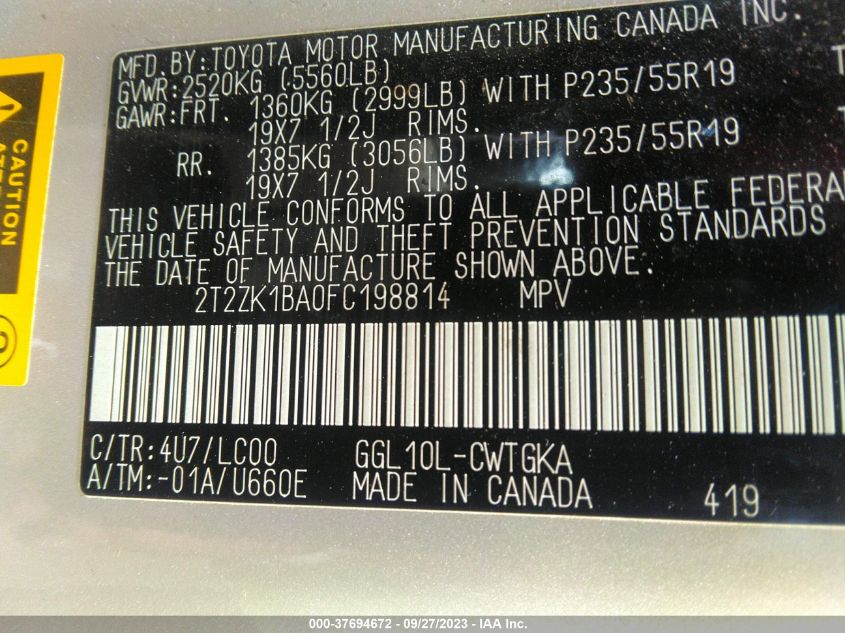 MFD. BY: TOYOTA MOTOR MANUFACTURING CANADA INC.
GVWR: 2520KG (5560LB)
GAWR: FRT. 1360KG (2999LB) WITH P235/55R19
19X7 1/2J RIMS.
RR. 1385KG (3056LB) WITH P235/55R19
19X7 1/2J RIMS.
THIS VEHICLE CONFORMS TO ALL APPLICABLE FEDERA
VEHICLE SAFETY AND THEFT PREVENTION STANDARDS
THE DATE OF MANUFACTURE SHOWN ABOVE.
2T2ZK1BA0FC198814 MPV
C/TR: 4U7/LC00 GGL10L-CWTGKA
A/TM: -01A/U660E MADE IN CANADA 419
CAUTION
000-37694672 - 09/27/2023 - IAA Inc.